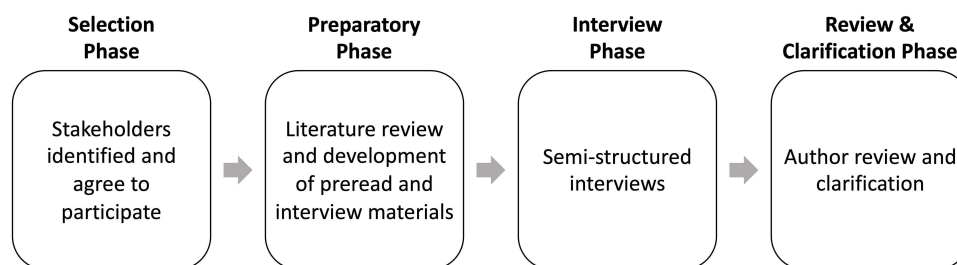 Selection
Phase
Preparatory
Phase
Interview
Phase
Review &
Clarification Phase
Stakeholders
identified and
agree to
participate
Literature review
and development
of preread and
interview materials
Semi-structured
interviews
Author review and
clarification